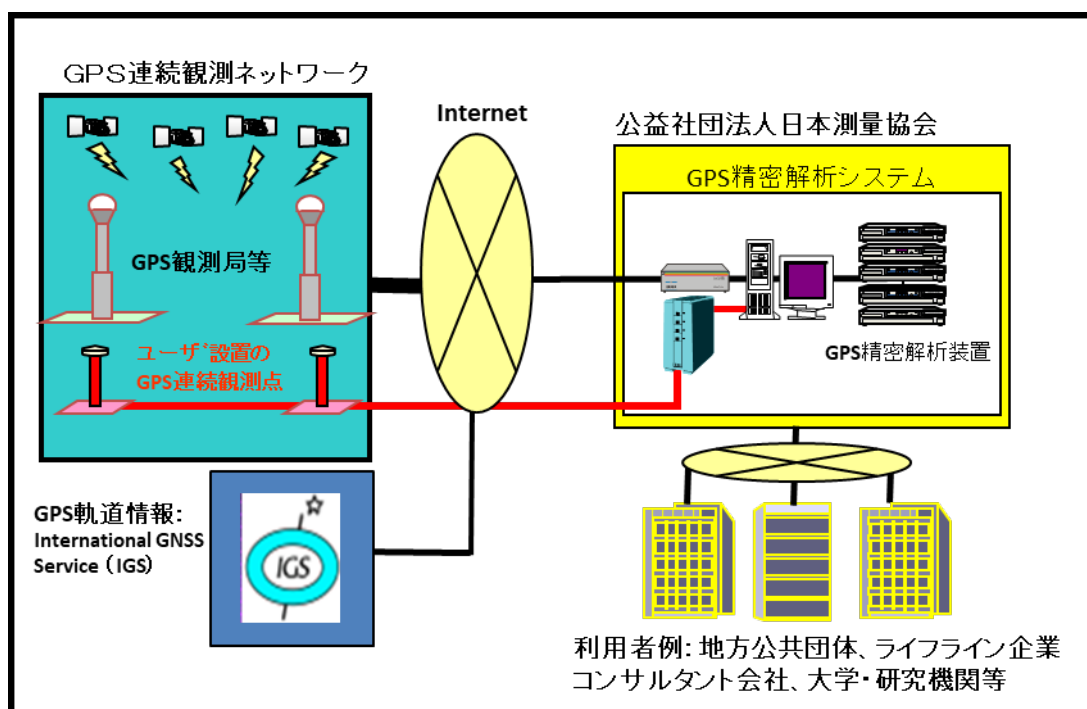 GPS連続観測ネットワーク
Internet
公益社団法人日本測量協会
GPS精密解析システム
GPS観測局等
GPS精密解析装置
ユーザ゛設置の
GPS連続観測点
GPS軌道情報:
International GNSS
Service (IGS)
IGS
利用者例: 地方公共団体、ライフライン企業
コンサルタント会社、大学・研究機関等